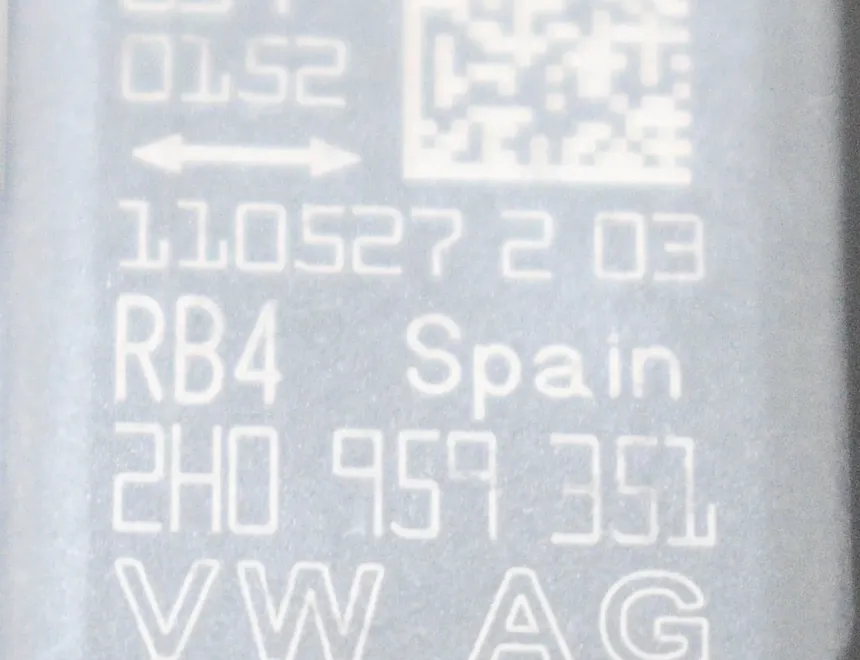 0152
110527 2 03
RB4 Spain
2H0 959 351
VW AG